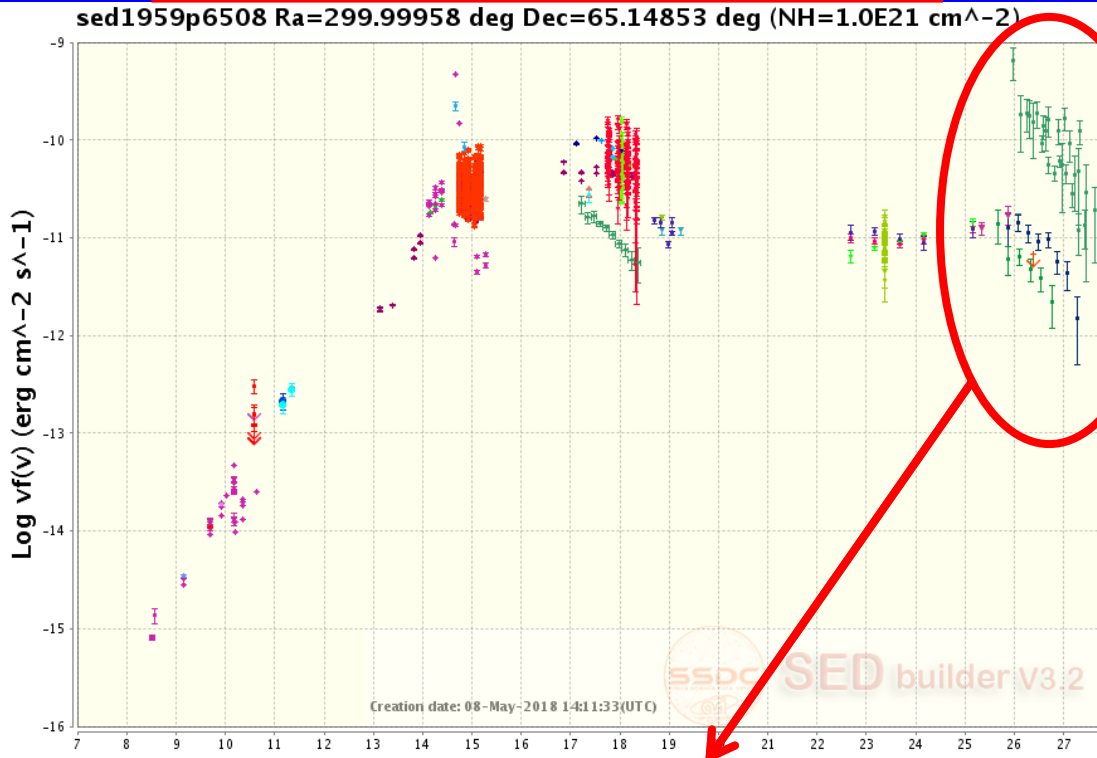 sed1959p6508 Ra=299.99958 deg Dec=65.14853 deg (NH=1.0E21 cm^-2)
Log νf(ν) (erg cm^-2 s^-1)
-9
-10
-11
-12
-13
-14
-15
-16
SSDC
SED builder V3.2
Creation date: 08-May-2018 14:11:33(UTC)
7 8 9 10 11 12 13 14 15 16 17 18 19 21 22 23 24 25 26 27